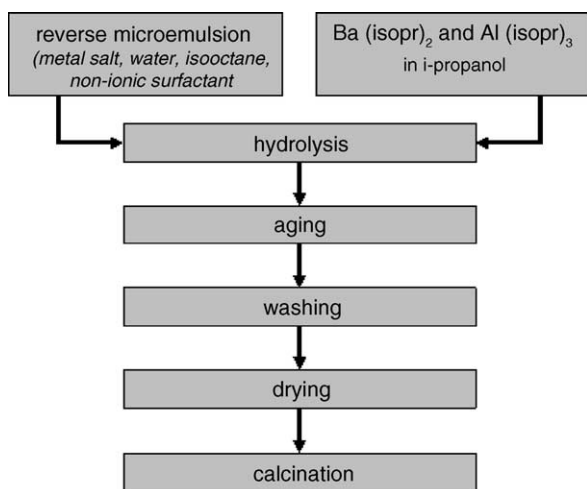 reverse microemulsion
(metal salt, water, isooctane,
non-ionic surfactant
Ba (isopr)₂ and Al (isopr)₃
in i-propanol
hydrolysis
aging
washing
drying
calcination